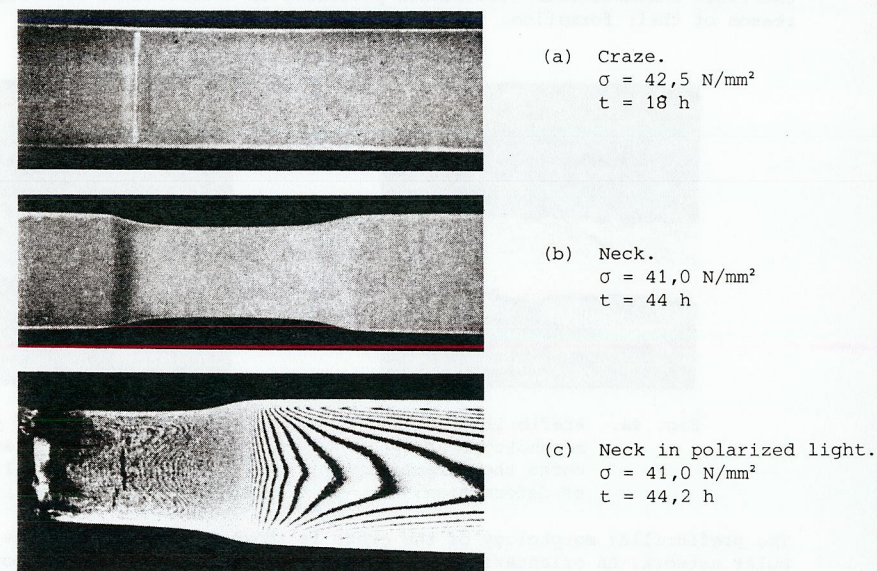 (a) Craze.
σ = 42,5 N/mm²
t = 18 h
(b) Neck.
σ = 41,0 N/mm²
t = 44 h
(c) Neck in polarized light.
σ = 41,0 N/mm²
t = 44,2 h